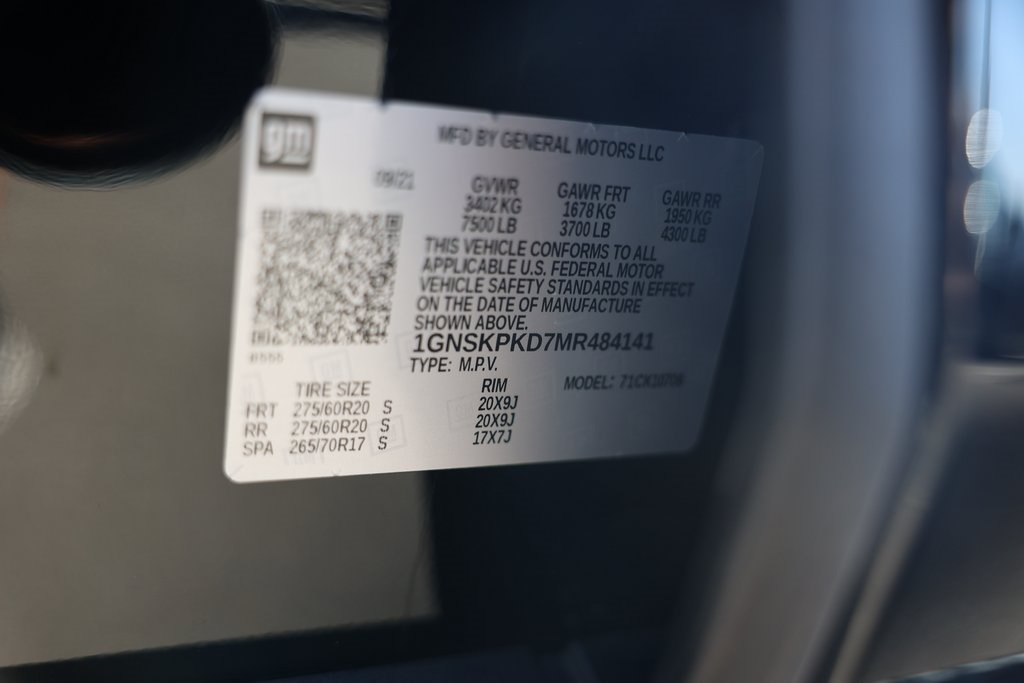 gm
MFD BY GENERAL MOTORS LLC
09/21
GVWR GAWR FRT GAWR RR
3402 KG 1678 KG 1950 KG
7500 LB 3700 LB 4300 LB
THIS VEHICLE CONFORMS TO ALL
APPLICABLE U.S. FEDERAL MOTOR
VEHICLE SAFETY STANDARDS IN EFFECT
ON THE DATE OF MANUFACTURE
SHOWN ABOVE.
1GNSKPKD7MR484141
TYPE: M.P.V.
MODEL: 71CK10706
TIRE SIZE RIM
FRT 275/60R20 S 20X9J
RR 275/60R20 S 20X9J
SPA 265/70R17 S 17X7J